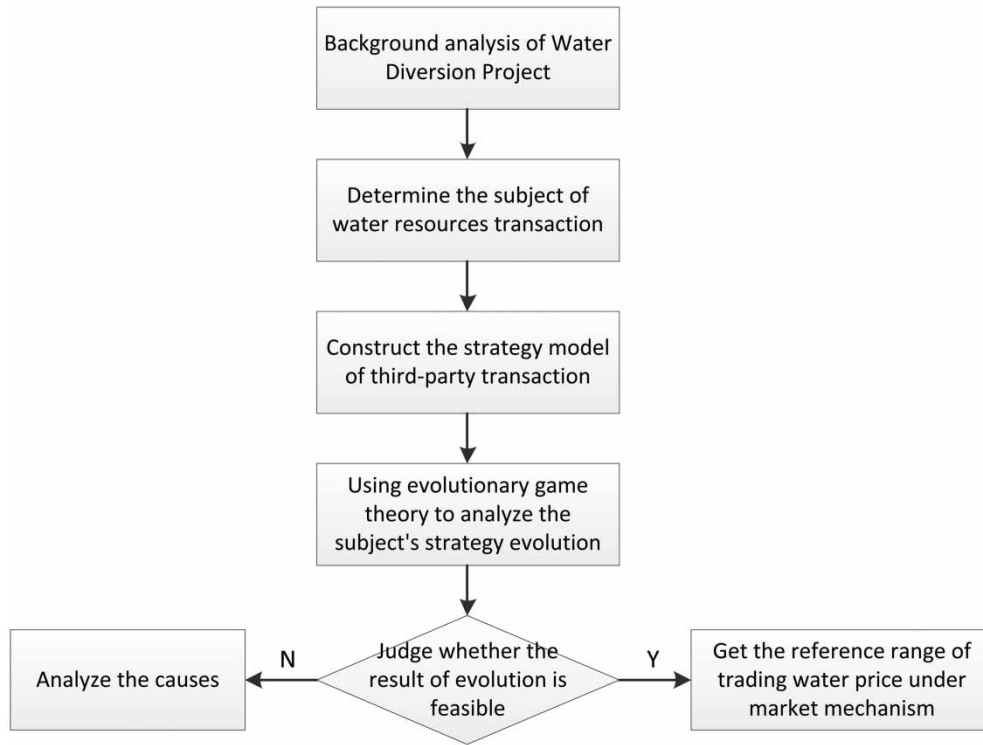 Background analysis of Water
Diversion Project
Determine the subject of
water resources transaction
Construct the strategy model
of third-party transaction
Using evolutionary game
theory to analyze the
subject's strategy evolution
Judge whether the
result of evolution is
feasible
N
Y
Analyze the causes
Get the reference range of
trading water price under
market mechanism